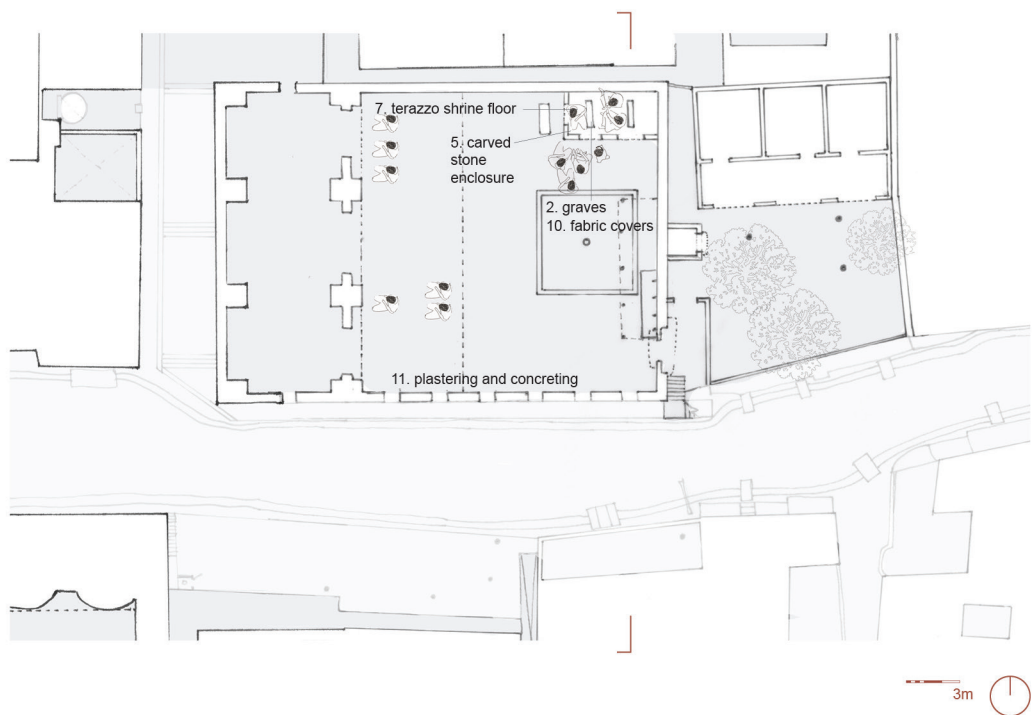 7. terazzo shrine floor
5. carved
stone
enclosure
2. graves
10. fabric covers
11. plastering and concreting
3m